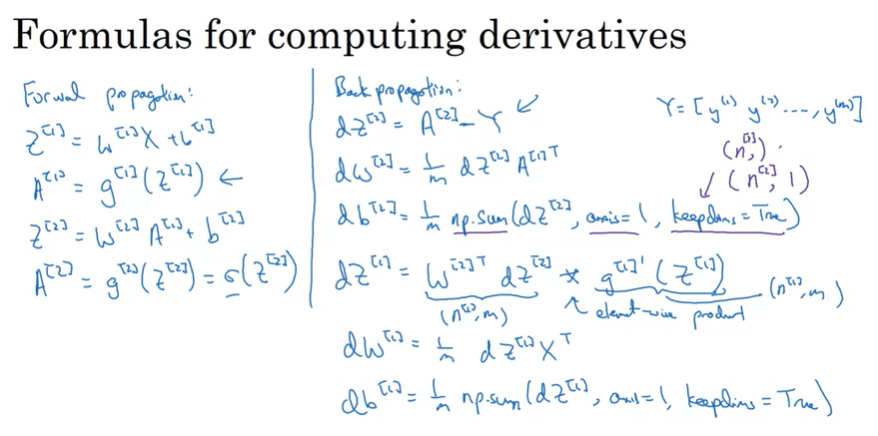 Formulas for computing derivatives
Forwal propagation:
Z^[1] = W^[1]X + b^[1]
A^[1] = g^[1](Z^[1]) ←
Z^[2] = W^[2] A^[1] + b^[2]
A^[2] = g^[2](Z^[2]) = σ(Z^[2])
Back propagation:
dZ^[2] = A^[2] - Y ←
Y = [y^(1) y^(2) ..., y^(m)]
dW^[2] = 1/m dZ^[2] A^[1]T
(n^[2],)
↓ (n^[2], 1)
db^[2] = 1/m np.sum(dZ^[2], axis = 1, keepdims = True)
dZ^[1] = W^[2]T dZ^[2] * g^[1]'(Z^[1])
(n^[1], m) ↑ element-wise product (n^[1], m)
dW^[1] = 1/m dZ^[1] X^T
db^[1] = 1/m np.sum(dZ^[1], axis = 1, keepdims = True)